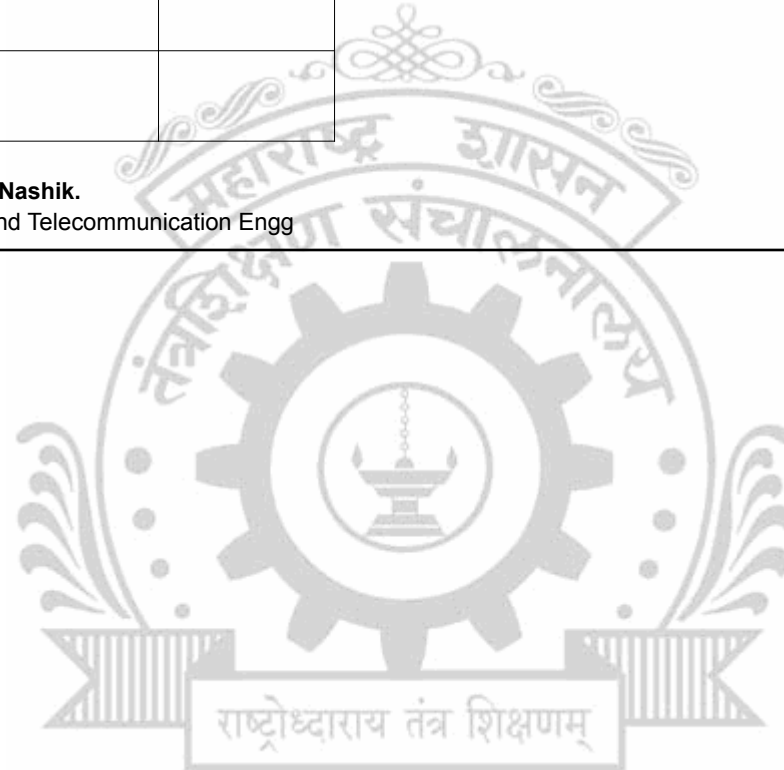 महाराष्ट्र शासन
Nashik.
nd Telecommunication Engg
तंत्रशिक्षण संचालनालय
राष्ट्रोध्दाराय तंत्र शिक्षणम्